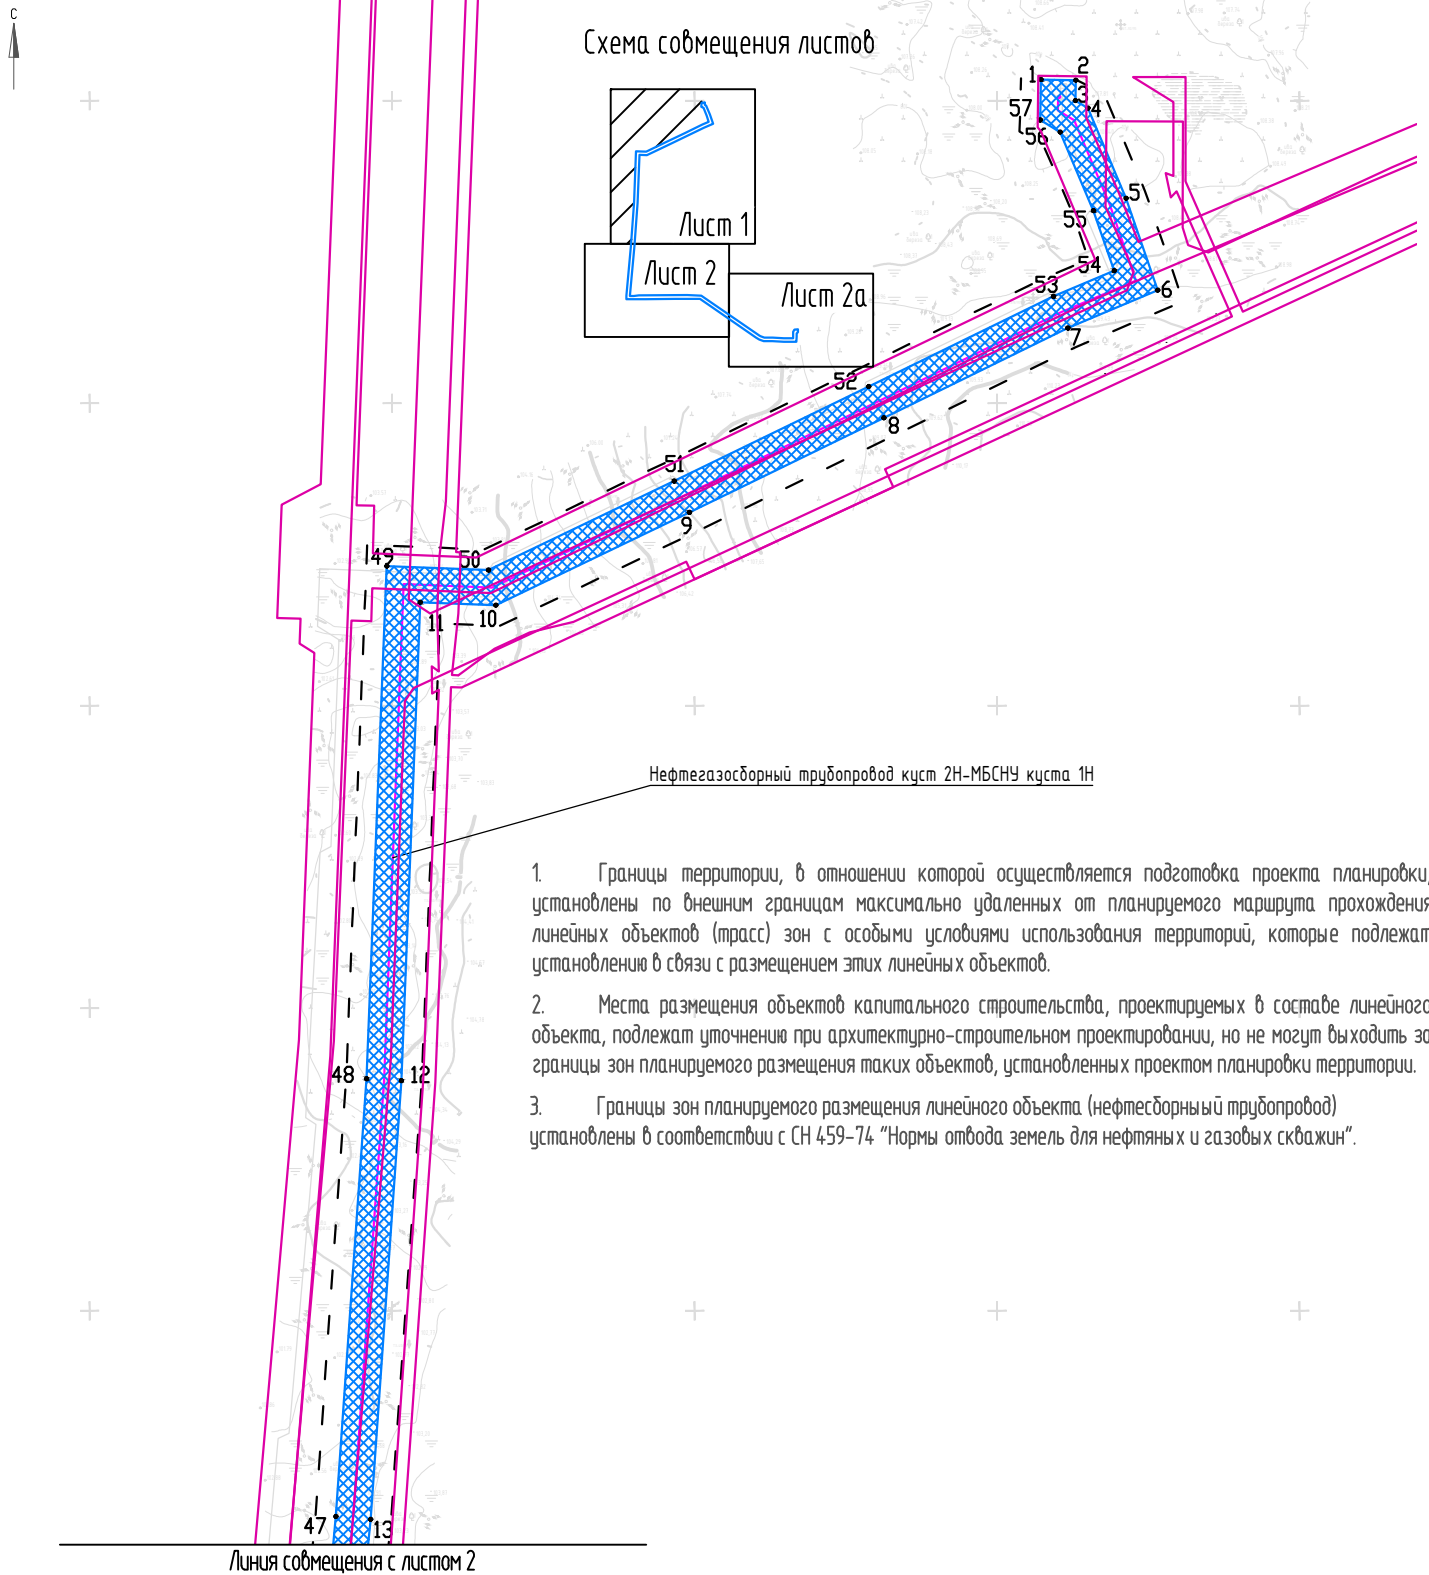 С
Схема совмещения листов
Лист 1
Лист 2
Лист 2а
1
2
3
4
57
56
5
55
54
53
6
7
52
8
51
9
49
50
10
11
Нефтегазосборный трубопровод куст 2Н-МБСНУ куста 1Н
1. Границы территории, в отношении которой осуществляется подготовка проекта планировки,
установлены по внешним границам максимально удаленных от планируемого маршрута прохождения
линейных объектов (трасс) зон с особыми условиями использования территорий, которые подлежат
установлению в связи с размещением этих линейных объектов.
2. Места размещения объектов капитального строительства, проектируемых в составе линейного
объекта, подлежат уточнению при архитектурно-строительном проектировании, но не могут выходить за
границы зон планируемого размещения таких объектов, установленных проектом планировки территории.
3. Границы зон планируемого размещения линейного объекта (нефтесборныый трубопровод)
установлены в соответствии с СН 459-74 "Нормы отвода земель для нефтяных и газовых скважин".
48
12
47
13
Линия совмещения с листом 2